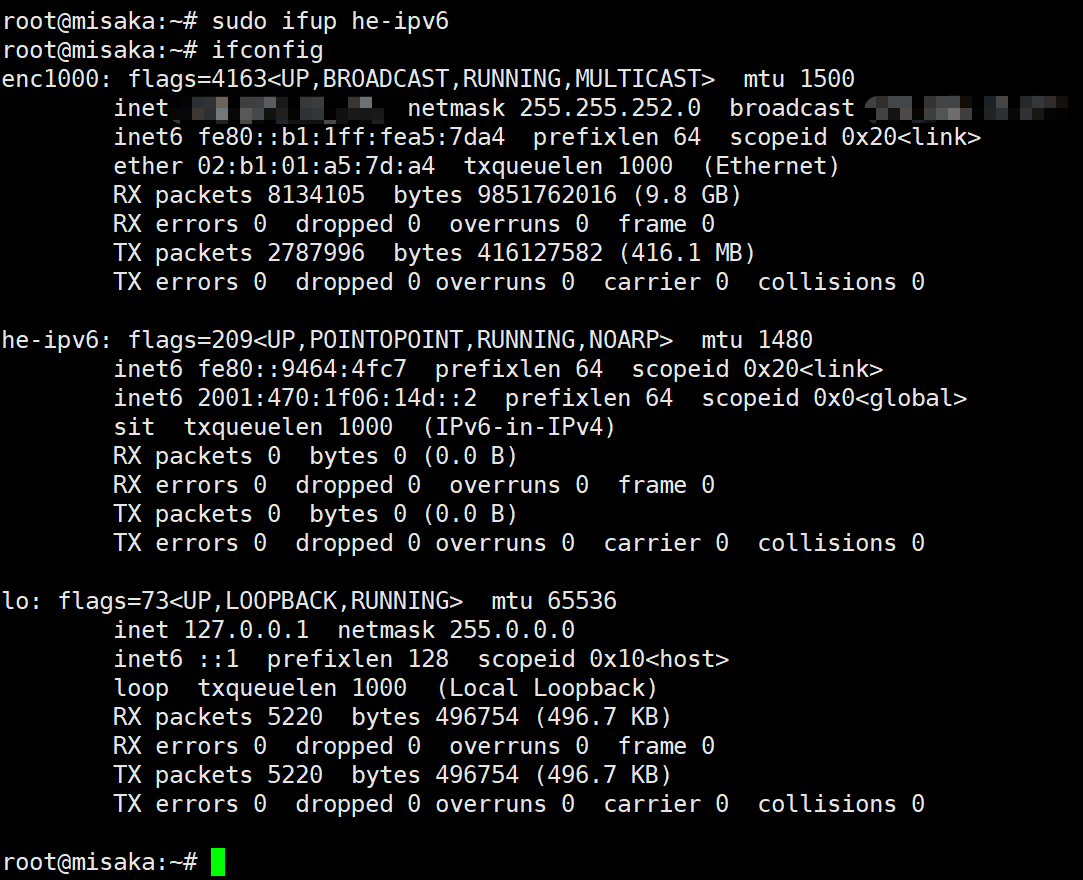 root@misaka:~# sudo ifup he-ipv6
root@misaka:~# ifconfig
enc1000: flags=4163<UP,BROADCAST,RUNNING,MULTICAST>  mtu 1500
        inet                 netmask 255.255.252.0  broadcast
        inet6 fe80::b1:1ff:fea5:7da4  prefixlen 64  scopeid 0x20<link>
        ether 02:b1:01:a5:7d:a4  txqueuelen 1000  (Ethernet)
        RX packets 8134105  bytes 9851762016 (9.8 GB)
        RX errors 0  dropped 0  overruns 0  frame 0
        TX packets 2787996  bytes 416127582 (416.1 MB)
        TX errors 0  dropped 0 overruns 0  carrier 0  collisions 0

he-ipv6: flags=209<UP,POINTOPOINT,RUNNING,NOARP>  mtu 1480
        inet6 fe80::9464:4fc7  prefixlen 64  scopeid 0x20<link>
        inet6 2001:470:1f06:14d::2  prefixlen 64  scopeid 0x0<global>
        sit  txqueuelen 1000  (IPv6-in-IPv4)
        RX packets 0  bytes 0 (0.0 B)
        RX errors 0  dropped 0  overruns 0  frame 0
        TX packets 0  bytes 0 (0.0 B)
        TX errors 0  dropped 0 overruns 0  carrier 0  collisions 0

lo: flags=73<UP,LOOPBACK,RUNNING>  mtu 65536
        inet 127.0.0.1  netmask 255.0.0.0
        inet6 ::1  prefixlen 128  scopeid 0x10<host>
        loop  txqueuelen 1000  (Local Loopback)
        RX packets 5220  bytes 496754 (496.7 KB)
        RX errors 0  dropped 0  overruns 0  frame 0
        TX packets 5220  bytes 496754 (496.7 KB)
        TX errors 0  dropped 0 overruns 0  carrier 0  collisions 0

root@misaka:~#